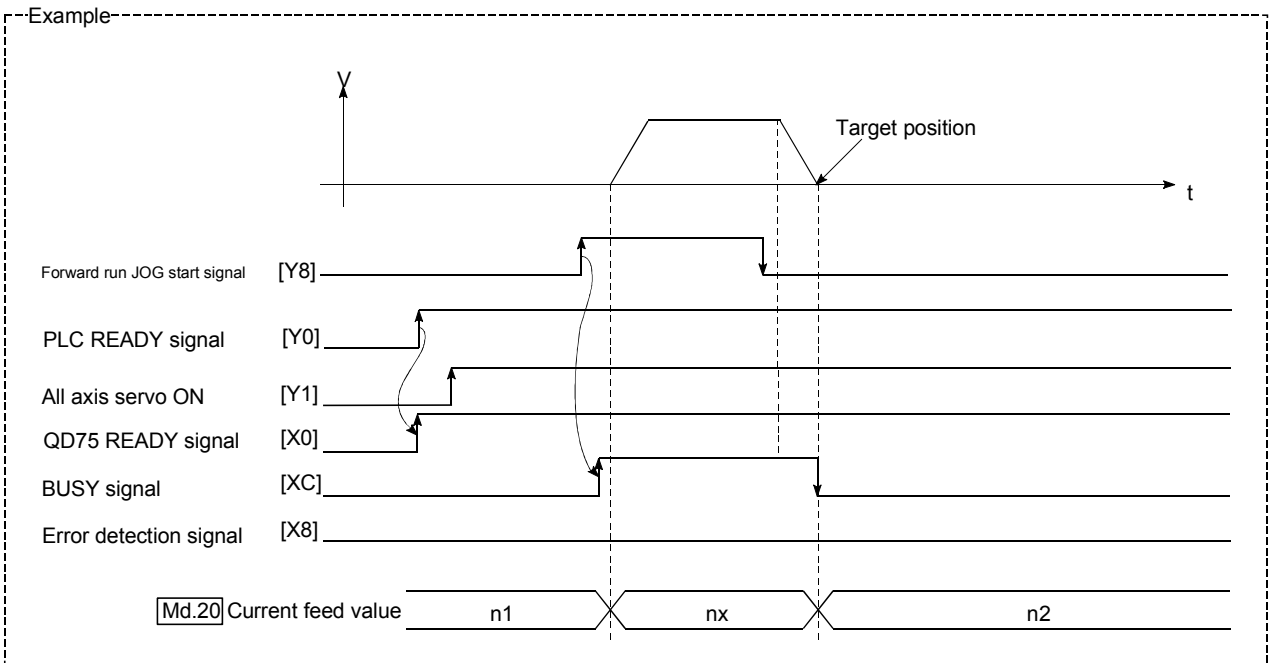 Example
V
Target position
t
Forward run JOG start signal [Y8]
PLC READY signal [Y0]
All axis servo ON [Y1]
QD75 READY signal [X0]
BUSY signal [XC]
Error detection signal [X8]
Md.20 Current feed value n1 nx n2